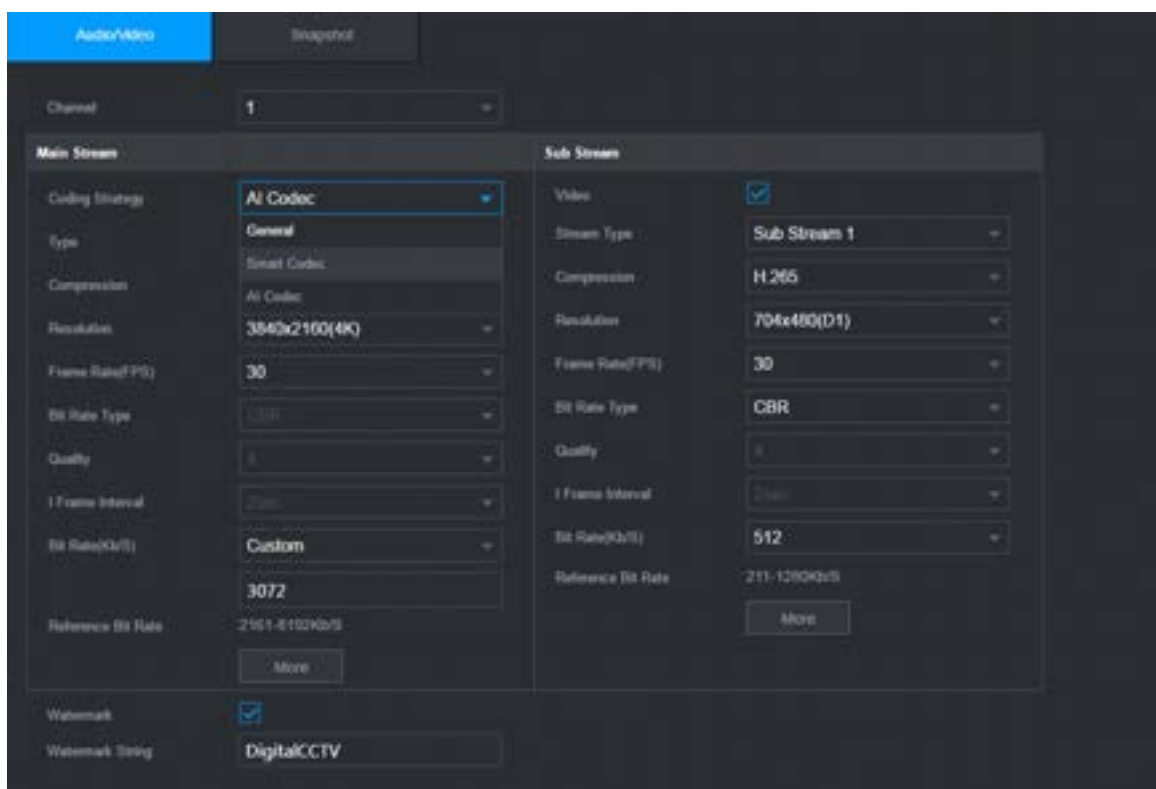 Audio/Video Snapshot
Channel 1
Main Stream
Coding Strategy AI Codec
General
Type
Smart Codec
Compression
AI Codec
Resolution 3840x2160(4K)
Frame Rate(FPS) 30
Bit Rate Type CBR
Quality
I Frame Interval 2sec
Bit Rate(Kb/S) Custom
3072
Reference Bit Rate 2161-8192Kb/S
More
Sub Stream
Video
Stream Type Sub Stream 1
Compression H.265
Resolution 704x480(D1)
Frame Rate(FPS) 30
Bit Rate Type CBR
Quality
I Frame Interval 2sec
Bit Rate(Kb/S) 512
Reference Bit Rate 211-1280Kb/S
More
Watermark
Watermark String DigitalCCTV